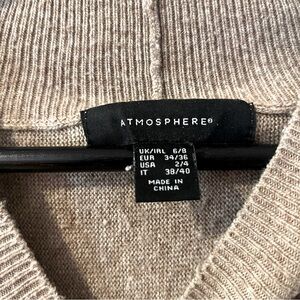 ATMOSPHERE®
UK/IRL 6/8
EUR 34/36
USA 2/4
IT 38/40
MADE IN
CHINA